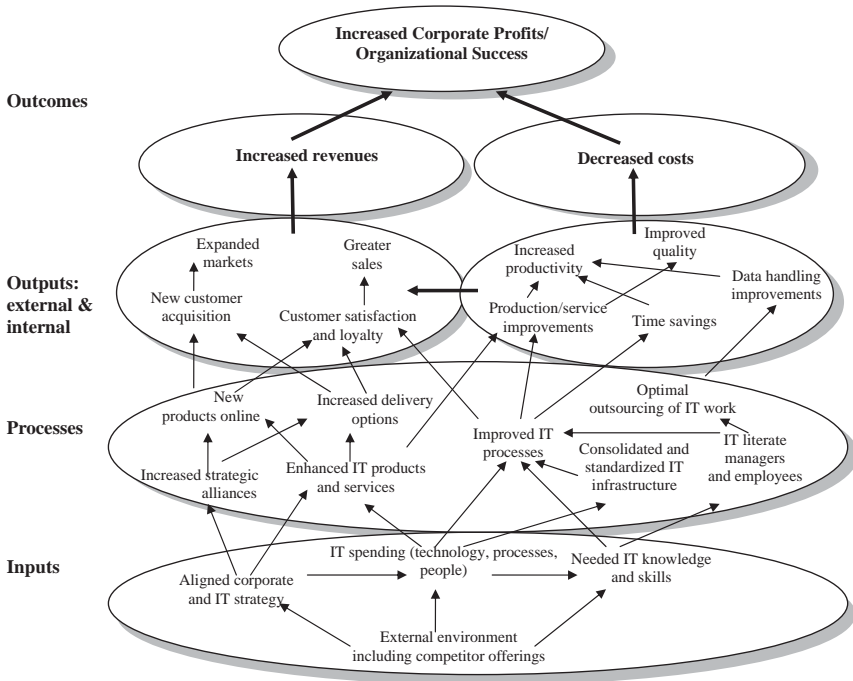 Increased Corporate Profits/
Organizational Success
Outcomes
Increased revenues
Decreased costs
Outputs:
external &
internal
Expanded
markets
Greater
sales
New customer
acquisition
Customer satisfaction
and loyalty
Increased
productivity
Improved
quality
Data handling
improvements
Production/service
improvements
Time savings
Processes
New
products online
Increased delivery
options
Optimal
outsourcing of IT work
Improved IT
processes
Consolidated and
standardized IT
infrastructure
IT literate
managers
and employees
Increased strategic
alliances
Enhanced IT products
and services
Inputs
IT spending (technology, processes,
people)
Needed IT knowledge
and skills
Aligned corporate
and IT strategy
External environment
including competitor offerings